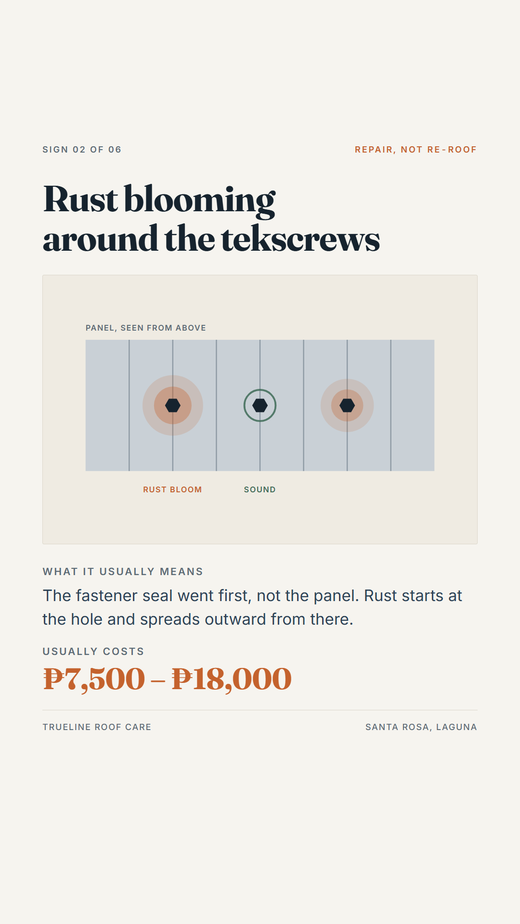 SIGN 02 OF 06
REPAIR, NOT RE-ROOF
Rust blooming
around the tekscrews
PANEL, SEEN FROM ABOVE
RUST BLOOM
SOUND
WHAT IT USUALLY MEANS
The fastener seal went first, not the panel. Rust starts at
the hole and spreads outward from there.
USUALLY COSTS
₱7,500 – ₱18,000
TRUELINE ROOF CARE
SANTA ROSA, LAGUNA